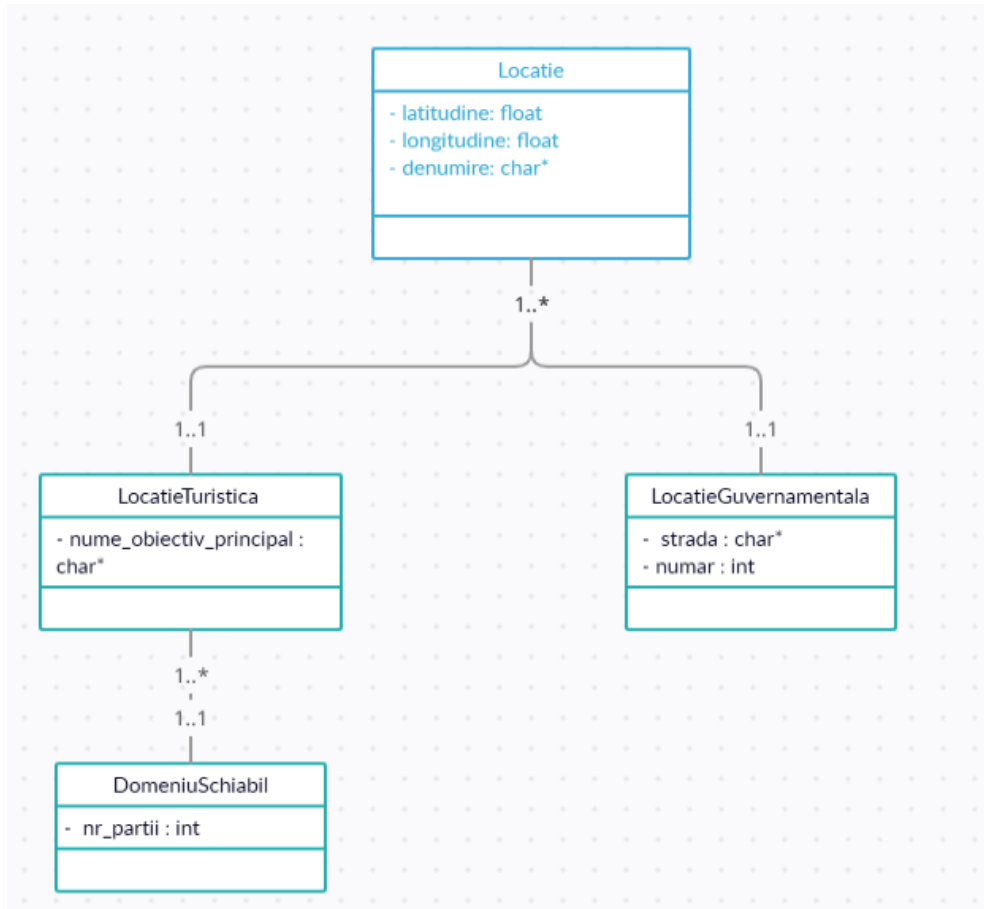 Locatie
- latitudine: float
- longitudine: float
- denumire: char*
1..*
1..1
1..1
LocatieTuristica
- nume_obiectiv_principal :
char*
LocatieGuvernamentala
- strada : char*
- numar : int
1..*
1..1
DomeniuSchiabil
- nr_partii : int